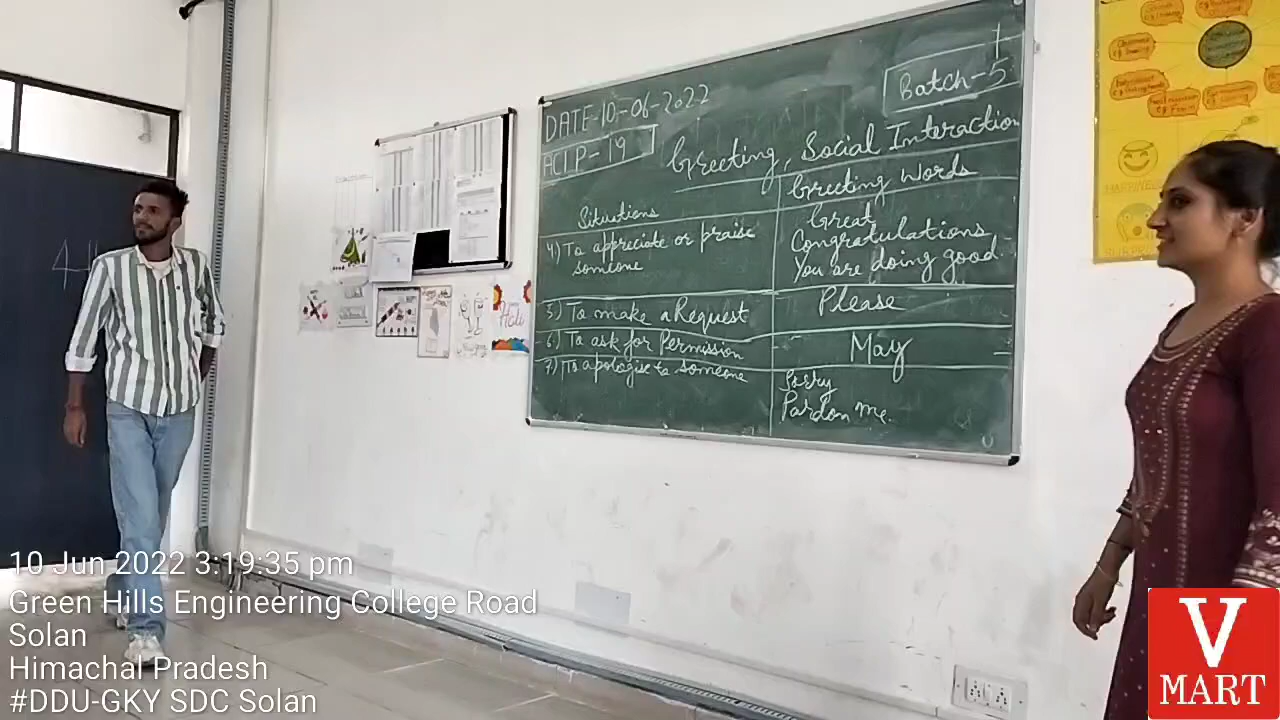 Batch-5
DATE-10-06-2022
ACLP-19
Greeting, Social Interaction
Situations
Greeting words
4) To appreciate or praise
someone
Great
Congratulations
You are doing good
5) To make a Request
Please
6) To ask for Permission
May
7) To apologise to someone
Sorry
Pardon me.
Holi
10 Jun 2022 3:19:35 pm
Green Hills Engineering College Road
Solan
Himachal Pradesh
#DDU-GKY SDC Solan
V
MART